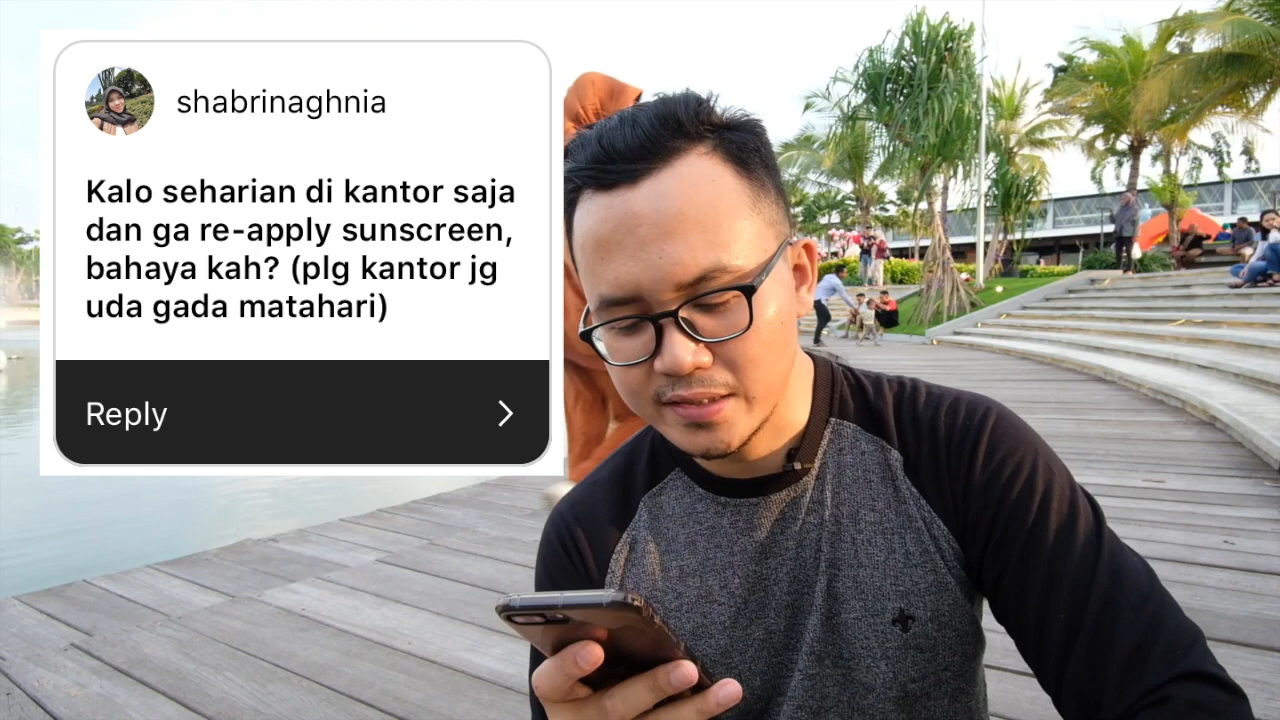 shabrinaghnia
Kalo seharian di kantor saja
dan ga re-apply sunscreen,
bahaya kah? (plg kantor jg
uda gada matahari)
Reply